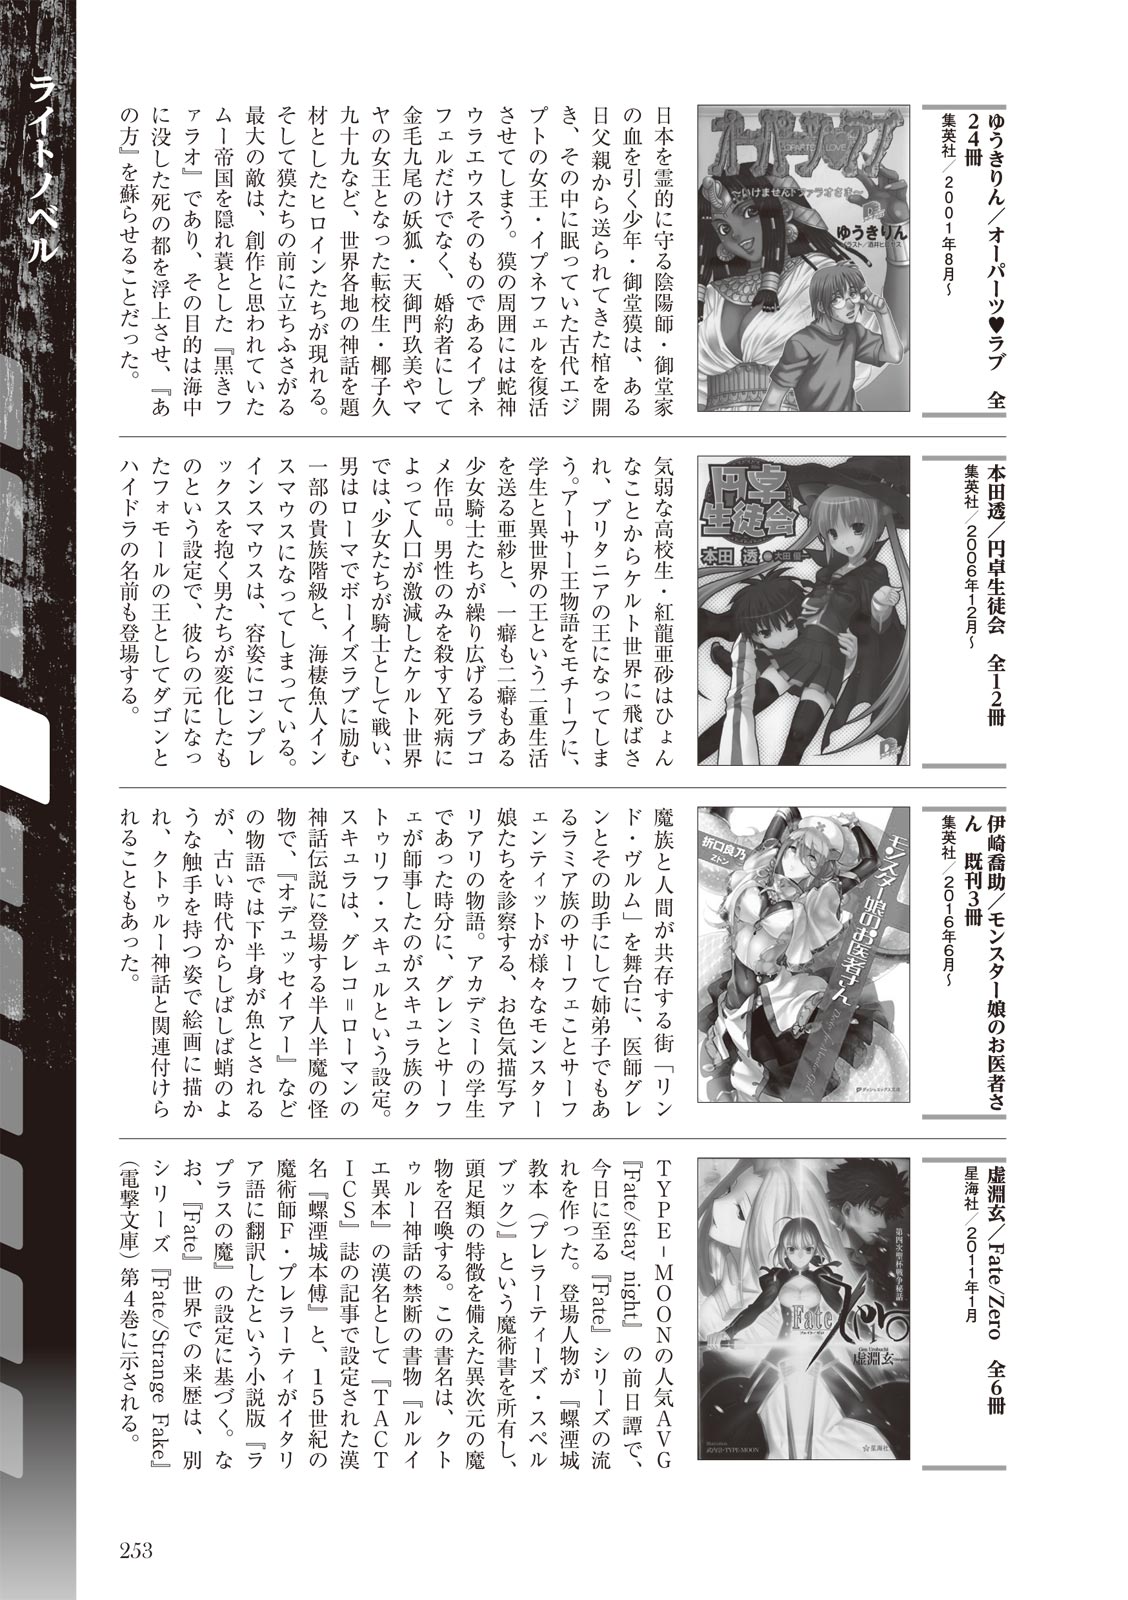 ライトノベル
ゆうきりん／オーパーツ♥ラブ　全
24冊
集英社／2001年8月～
オーパーツラブ
～いけませんドファラオさま～
ゆうきりん
日本を霊的に守る陰陽師・御堂家
の血を引く少年・御堂獏は、ある
日父親から送られてきた棺を開
き、その中に眠っていた古代エジ
プトの女王・イプネフェルを復活
させてしまう。獏の周囲には蛇神
ウラエウスそのものであるイプネ
フェルだけでなく、婚約者にして
金毛九尾の妖狐・天御門玖美やマ
ヤの女王となった転校生・椰子久
九十九など、世界各地の神話を題
材としたヒロインたちが現れる。
そして獏たちの前に立ちふさがる
最大の敵は、創作と思われていた
ムー帝国を隠れ蓑とした『黒きフ
ァラオ』であり、その目的は海中
に没した死の都を浮上させ、『あ
の方』を蘇らせることだった。
本田透／円卓生徒会　全12冊
集英社／2006年12月～
円卓
生徒会
本田 透
気弱な高校生・紅龍亜砂はひょん
なことからケルト世界に飛ばさ
れ、ブリタニアの王になってしま
う。アーサー王物語をモチーフに、
学生と異世界の王という二重生活
を送る亜紗と、一癖も二癖もある
少女騎士たちが繰り広げるラブコ
メ作品。男性のみを殺すY死病に
よって人口が激減したケルト世界
では、少女たちが騎士として戦い、
男はローマでボーイズラブに励む
一部の貴族階級と、海棲魚人イン
スマウスになってしまっている。
インスマウスは、容姿にコンプレ
ックスを抱く男たちが変化したも
のという設定で、彼らの元になっ
たフォモールの王としてダゴンと
ハイドラの名前も登場する。
伊崎喬助／モンスター娘のお医者さ
ん　既刊3冊
集英社／2016年6月～
モンスター娘のお医者さん
折口良乃
Zトン
ダッシュエックス文庫
魔族と人間が共存する街「リン
ド・ヴルム」を舞台に、医師グレ
ンとその助手にして姉弟子でもあ
るラミア族のサーフェことサーフ
ェンティットが様々なモンスター
娘たちを診察する、お色気描写ア
リアリの物語。アカデミーの学生
であった時分に、グレンとサーフ
ェが師事したのがスキュラ族のク
トゥリフ・スキュルという設定。
スキュラは、グレコ＝ローマンの
神話伝説に登場する半人半魔の怪
物で、『オデュッセイアー』など
の物語では下半身が魚とされる
が、古い時代からしばしば蛸のよ
うな触手を持つ姿で絵画に描か
れ、クトゥルー神話と関連付けら
れることもあった。
虚淵玄／Fate/Zero　全6冊
星海社／2011年1月
第四次聖杯戦争秘話
Fate
Zero
1
虚淵玄
Gen Urobuchi
武内崇・TYPE-MOON
☆星海社文庫
TYPE-MOONの人気AVG
『Fate/stay night』の前日譚で、
今日に至る『Fate』シリーズの流
れを作った。登場人物が『螺湮城
教本（プレラーティーズ・スペル
ブック）』という魔術書を所有し、
頭足類の特徴を備えた異次元の魔
物を召喚する。この書名は、クト
ゥルー神話の禁断の書物『ルルイ
エ異本』の漢名として『TACT
ICS』誌の記事で設定された漢
名『螺湮城本傳』と、15世紀の
魔術師F・プレラーティがイタリ
ア語に翻訳したという小説版『ラ
プラスの魔』の設定に基づく。な
お、『Fate』世界での来歴は、別
シリーズ『Fate/Strange Fake』
（電撃文庫）第4巻に示される。
253